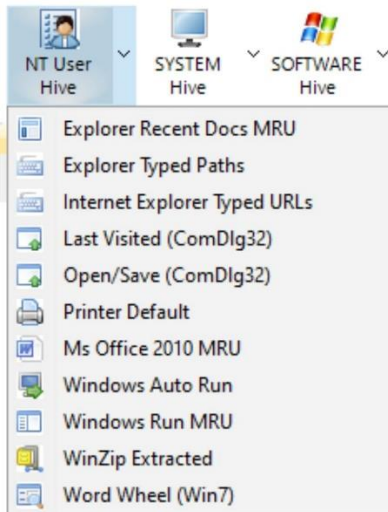 NT User
Hive
SYSTEM
Hive
SOFTWARE
Hive
Explorer Recent Docs MRU
Explorer Typed Paths
Internet Explorer Typed URLs
Last Visited (ComDlg32)
Open/Save (ComDlg32)
Printer Default
Ms Office 2010 MRU
Windows Auto Run
Windows Run MRU
WinZip Extracted
Word Wheel (Win7)